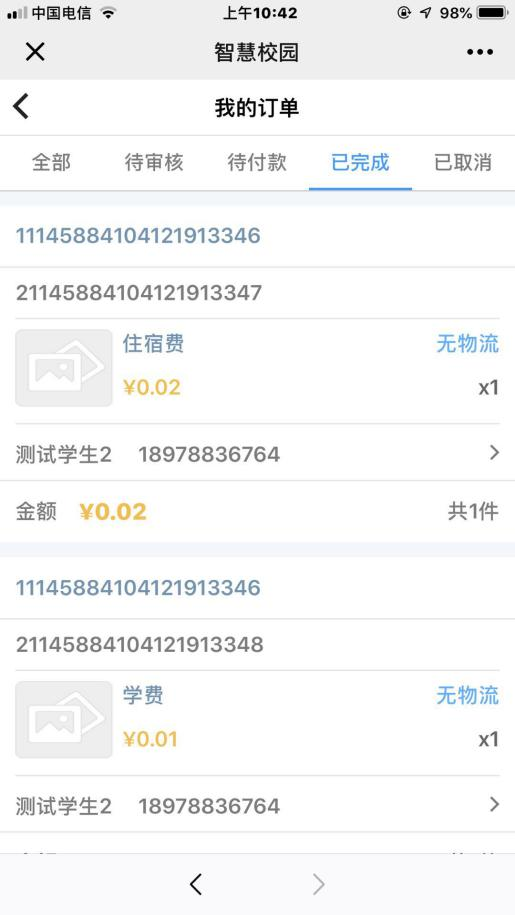 中国电信 上午10:42 98%
智慧校园
我的订单
全部 待审核 待付款 已完成 已取消
11145884104121913346
21145884104121913347
住宿费 无物流
¥0.02 x1
测试学生2 18978836764
金额 ¥0.02 共1件
11145884104121913346
21145884104121913348
学费 无物流
¥0.01 x1
测试学生2 18978836764